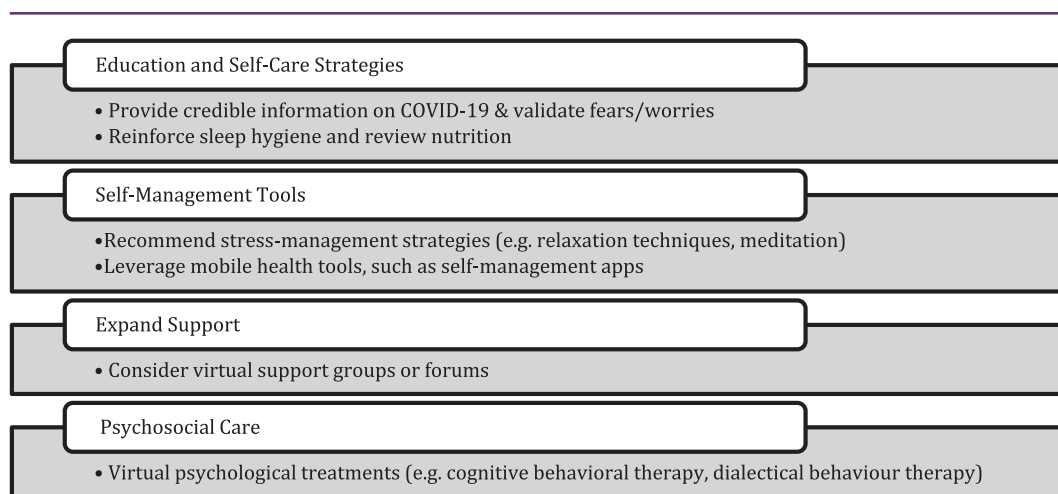 Education and Self-Care Strategies
• Provide credible information on COVID-19 & validate fears/worries
• Reinforce sleep hygiene and review nutrition
Self-Management Tools
•Recommend stress-management strategies (e.g. relaxation techniques, meditation)
•Leverage mobile health tools, such as self-management apps
Expand Support
• Consider virtual support groups or forums
Psychosocial Care
• Virtual psychological treatments (e.g. cognitive behavioral therapy, dialectical behaviour therapy)